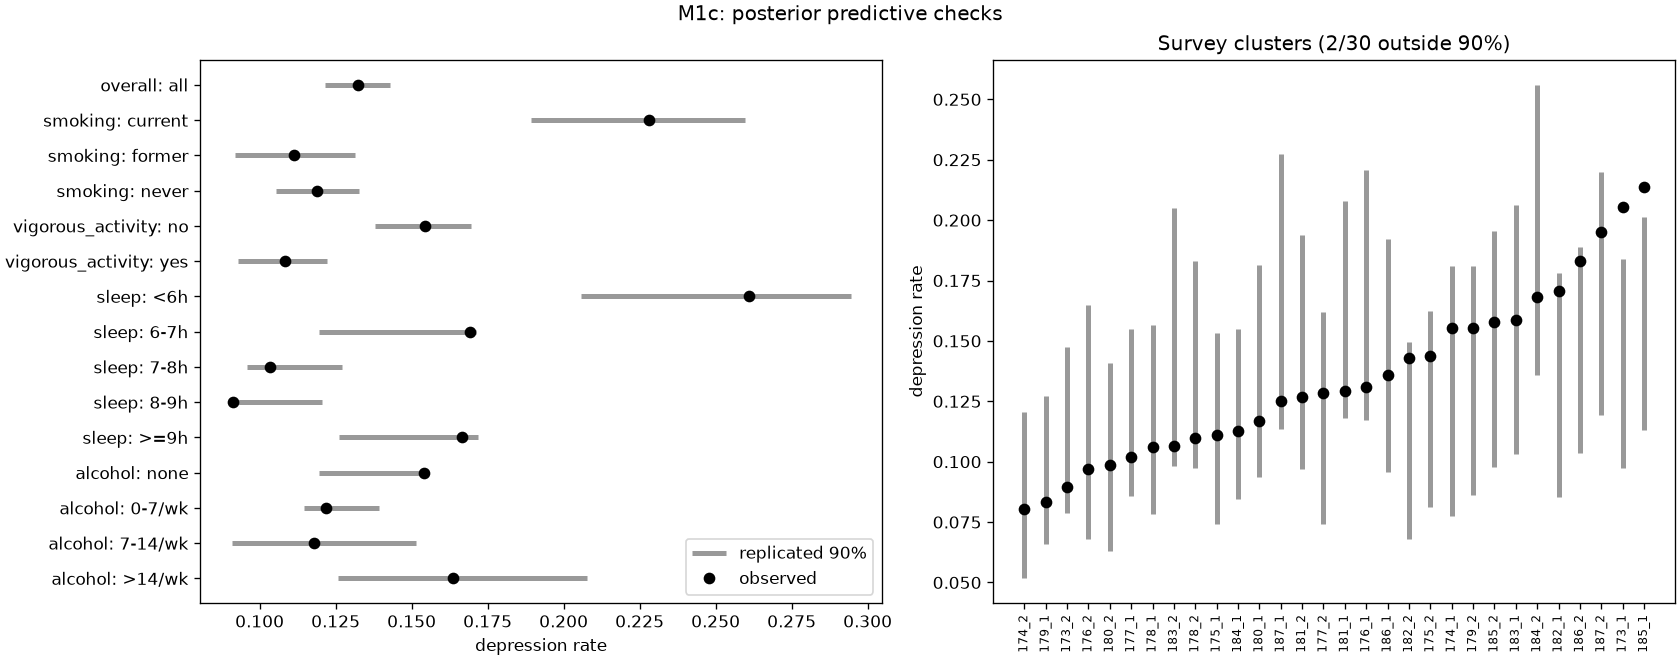 M1c: posterior predictive checks
overall: all
smoking: current
smoking: former
smoking: never
vigorous_activity: no
vigorous_activity: yes
sleep: <6h
sleep: 6-7h
sleep: 7-8h
sleep: 8-9h
sleep: >=9h
alcohol: none
alcohol: 0-7/wk
alcohol: 7-14/wk
alcohol: >14/wk
replicated 90%
observed
0.100 0.125 0.150 0.175 0.200 0.225 0.250 0.275 0.300
depression rate
Survey clusters (2/30 outside 90%)
depression rate
0.250
0.225
0.200
0.175
0.150
0.125
0.100
0.075
0.050
174_2
179_1
173_2
176_2
180_2
177_1
178_1
183_2
178_2
175_1
184_1
180_1
187_1
181_2
177_2
181_1
176_1
186_1
182_2
175_2
174_1
179_2
185_2
183_1
184_2
182_1
186_2
187_2
173_1
185_1